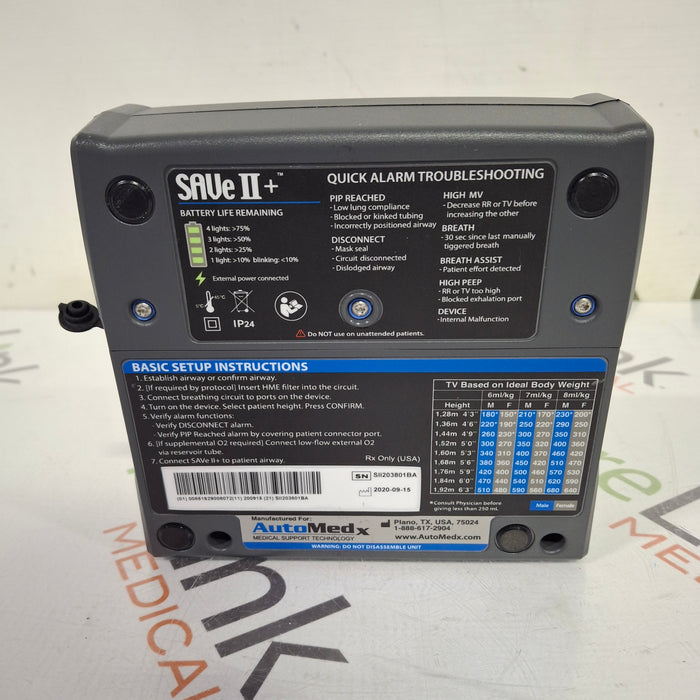 SAVe II+™
BATTERY LIFE REMAINING
4 lights: >75%
3 lights: >50%
2 lights: >25%
1 light: >10% blinking: <10%
External power connected
IP24
QUICK ALARM TROUBLESHOOTING
PIP REACHED
- Low lung compliance
- Blocked or kinked tubing
- Incorrectly positioned airway
DISCONNECT
- Mask seal
- Circuit disconnected
- Dislodged airway
HIGH MV
- Decrease RR or TV before
increasing the other
BREATH
- 30 sec since last manually
tiggered breath
BREATH ASSIST
- Patient effort detected
HIGH PEEP
- RR or TV too high
- Blocked exhalation port
DEVICE
- Internal Malfunction
Do NOT use on unattended patients.
BASIC SETUP INSTRUCTIONS
1. Establish airway or confirm airway.
2. [If required by protocol] Insert HME filter into the circuit.
3. Connect breathing circuit to ports on the device.
4. Turn on the device. Select patient height. Press CONFIRM.
5. Verify alarm functions:
- Verify DISCONNECT alarm.
- Verify PIP Reached alarm by covering patient connector port.
6. [If supplemental O2 required] Connect low-flow external O2
via reservoir tube.
7. Connect SAVe II+ to patient airway.
Rx Only (USA)
SN SII203801BA
2020-09-15
TV Based on Ideal Body Weight
6ml/kg 7ml/kg 8ml/kg
Height M F M F M F
1.28m 4'3" 180* 150* 210* 170* 230* 200*
1.36m 4'6" 220* 190* 250 220* 290 250
1.44m 4'9" 260 230* 300 270 350 310
1.52m 5'0" 300 270 350 320 400 360
1.60m 5'3" 340 310 400 370 460 420
1.68m 5'6" 380 360 450 420 510 470
1.76m 5'9" 420 400 500 460 570 530
1.84m 6'0" 470 440 540 510 620 590
1.92m 6'3" 510 480 590 560 680 640
*Consult Physician before
giving less than 250 mL
Male Female
Manufactured For:
AutoMedx
MEDICAL SUPPORT TECHNOLOGY
Plano, TX, USA, 75024
1-888-617-2904
www.AutoMedx.com
WARNING: DO NOT DISASSEMBLE UNIT
MEDICAL